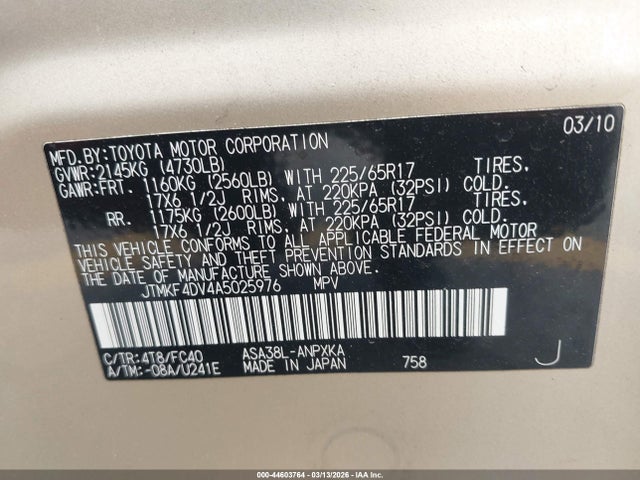 03/10
MFD.BY:TOYOTA MOTOR CORPORATION
GVWR:2145KG (4730LB)
GAWR:FRT. 1160KG (2560LB) WITH 225/65R17 TIRES,
17X6 1/2J RIMS, AT 220KPA (32PSI) COLD.
RR. 1175KG (2600LB) WITH 225/65R17 TIRES,
17X6 1/2J RIMS, AT 220KPA (32PSI) COLD.
THIS VEHICLE CONFORMS TO ALL APPLICABLE FEDERAL MOTOR
VEHICLE SAFETY AND THEFT PREVENTION STANDARDS IN EFFECT ON
THE DATE OF MANUFACTURE SHOWN ABOVE.
JTMKF4DV4A5025976 MPV
C/TR:4T8/FC40 ASA38L-ANPXKA
A/TM:-08A/U241E MADE IN JAPAN 758 J
000-44603764 | 03/13/2026 - IAA Inc.